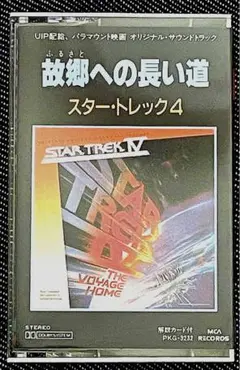 UIP配給、パラマウント映画 オリジナル・サウンドトラック
ふるさと
故郷への長い道
スター・トレック4
STAR TREK IV
THE
VOYAGE
HOME
STEREO
DOLBY SYSTEM
解説カード付
PKG-3232
MCA
RECORDS